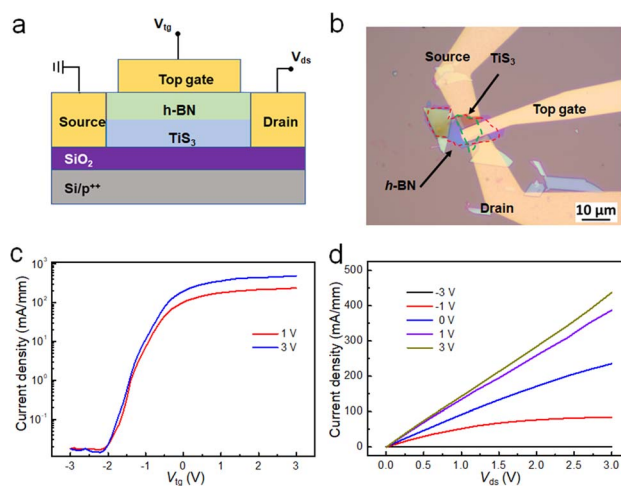 a
V_tg
V_ds
Top gate
h-BN
Source
TiS₃
Drain
SiO₂
Si/p⁺⁺
b
Source
TiS₃
Top gate
h-BN
Drain
10 µm
c
Current density (mA/mm)
10³
10²
10¹
10⁰
10⁻¹
1 V
3 V
-3
-2
-1
0
1
2
3
V_tg (V)
d
Current density (mA/mm)
500
400
300
200
100
0
-3 V
-1 V
0 V
1 V
3 V
0.0
0.5
1.0
1.5
2.0
2.5
3.0
V_ds (V)